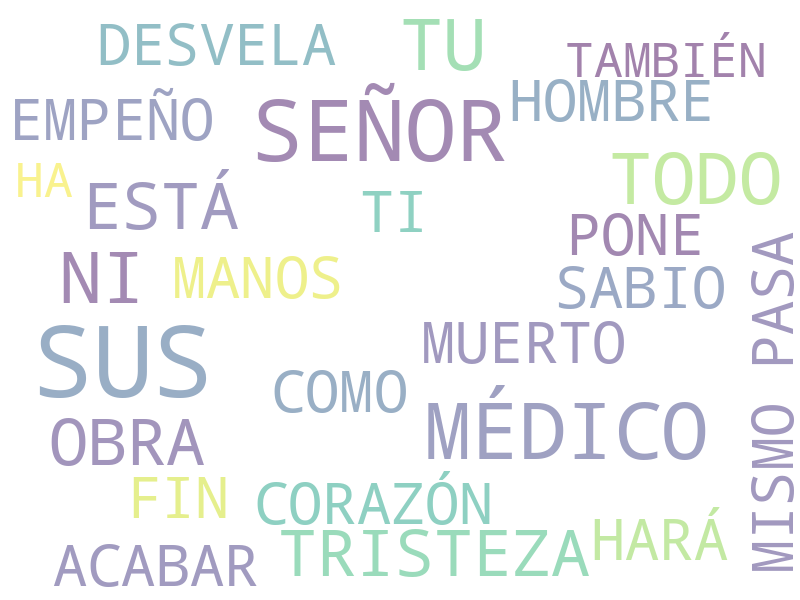 DESVELA
TU
TAMBIÉN
EMPEÑO
SEÑOR
HOMBRE
HA
ESTÁ
TI
TODO
NI
MANOS
PONE
SABIO
PASA
SUS
COMO
MUERTO
OBRA
MÉDICO
MISMO
FIN
CORAZÓN
ACABAR
TRISTEZA
HARÁ